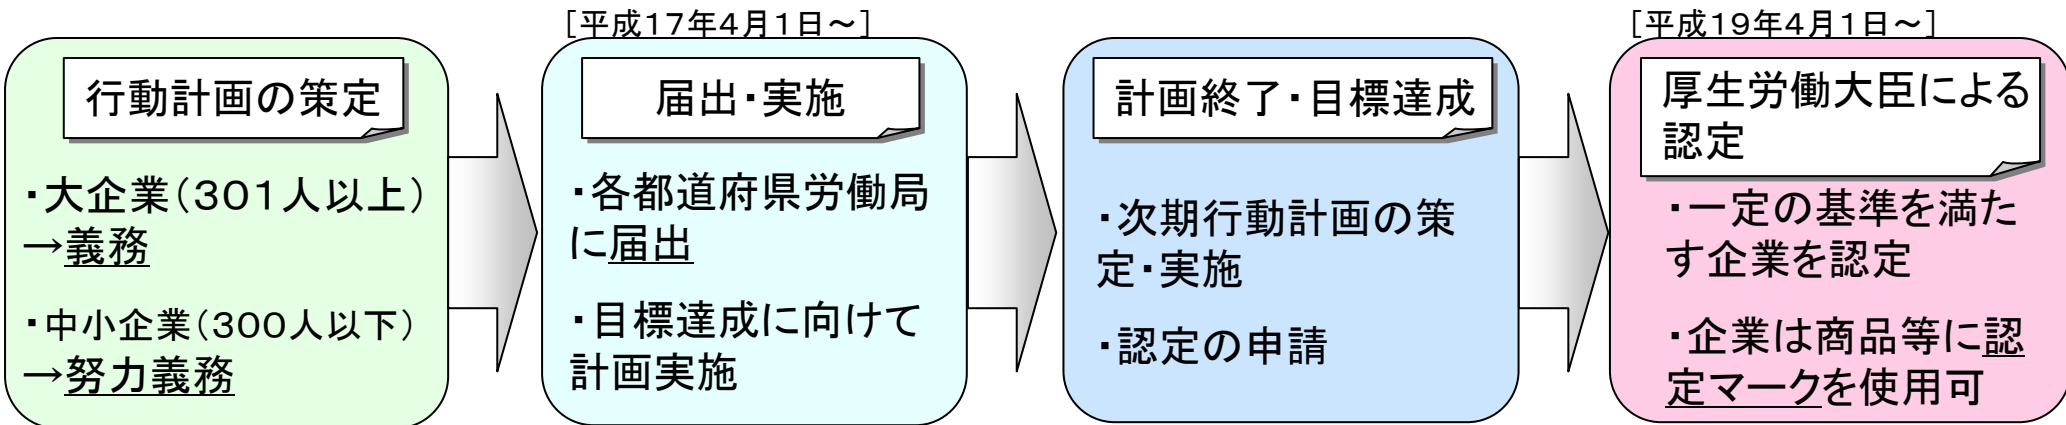 行動計画の策定
・大企業(301人以上)
→義務
・中小企業(300人以下)
→努力義務
[平成17年4月1日～]
届出・実施
・各都道府県労働局
に届出
・目標達成に向けて
計画実施
計画終了・目標達成
・次期行動計画の策
定・実施
・認定の申請
[平成19年4月1日～]
厚生労働大臣による
認定
・一定の基準を満た
す企業を認定
・企業は商品等に認
定マークを使用可